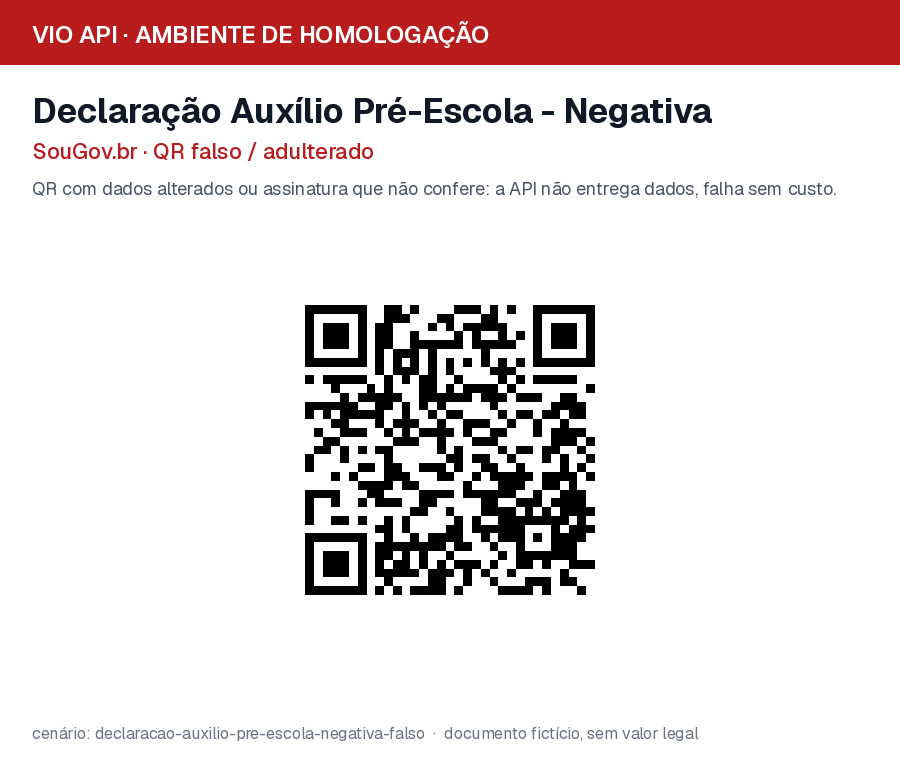 VIO API · AMBIENTE DE HOMOLOGAÇÃO
Declaração Auxílio Pré-Escola - Negativa
SouGov.br · QR falso / adulterado
QR com dados alterados ou assinatura que não confere: a API não entrega dados, falha sem custo.
cenário: declaracao-auxilio-pre-escola-negativa-falso · documento fictício, sem valor legal